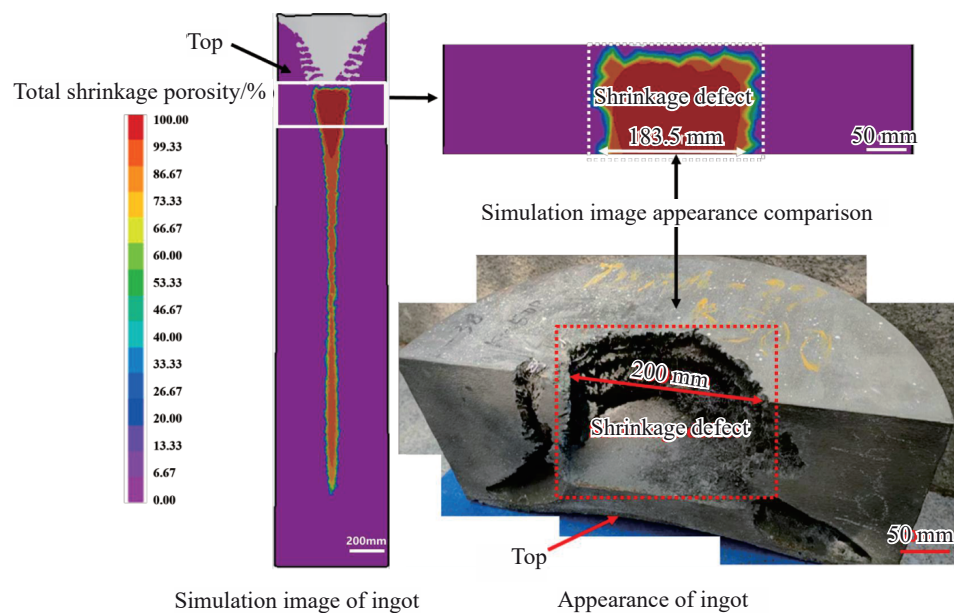 Top
Total shrinkage porosity/%
100.00
99.33
86.67
73.33
66.67
60.00
53.33
46.67
40.00
33.33
26.67
20.00
13.33
6.67
0.00
200mm
Simulation image of ingot
Shrinkage defect
183.5 mm
50 mm
Simulation image appearance comparison
200 mm
Shrinkage defect
50 mm
Top
Appearance of ingot